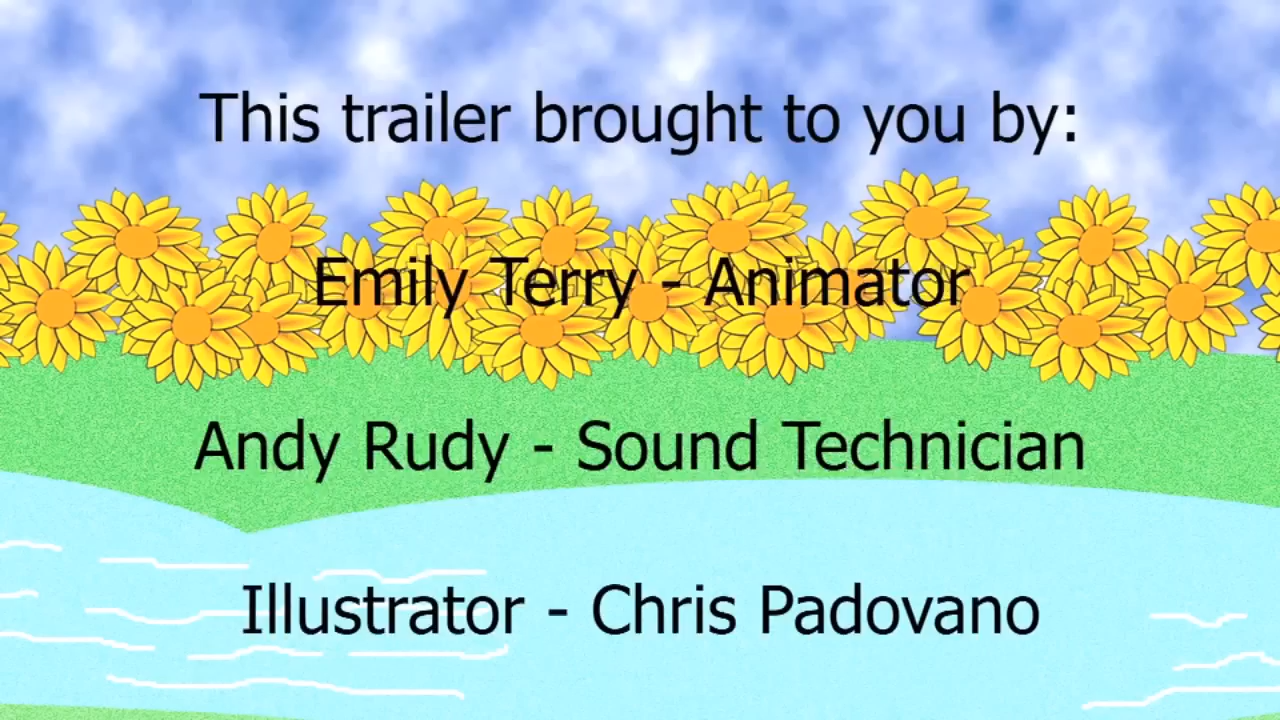 This trailer brought to you by:
Emily Terry - Animator
Andy Rudy - Sound Technician
Illustrator - Chris Padovano